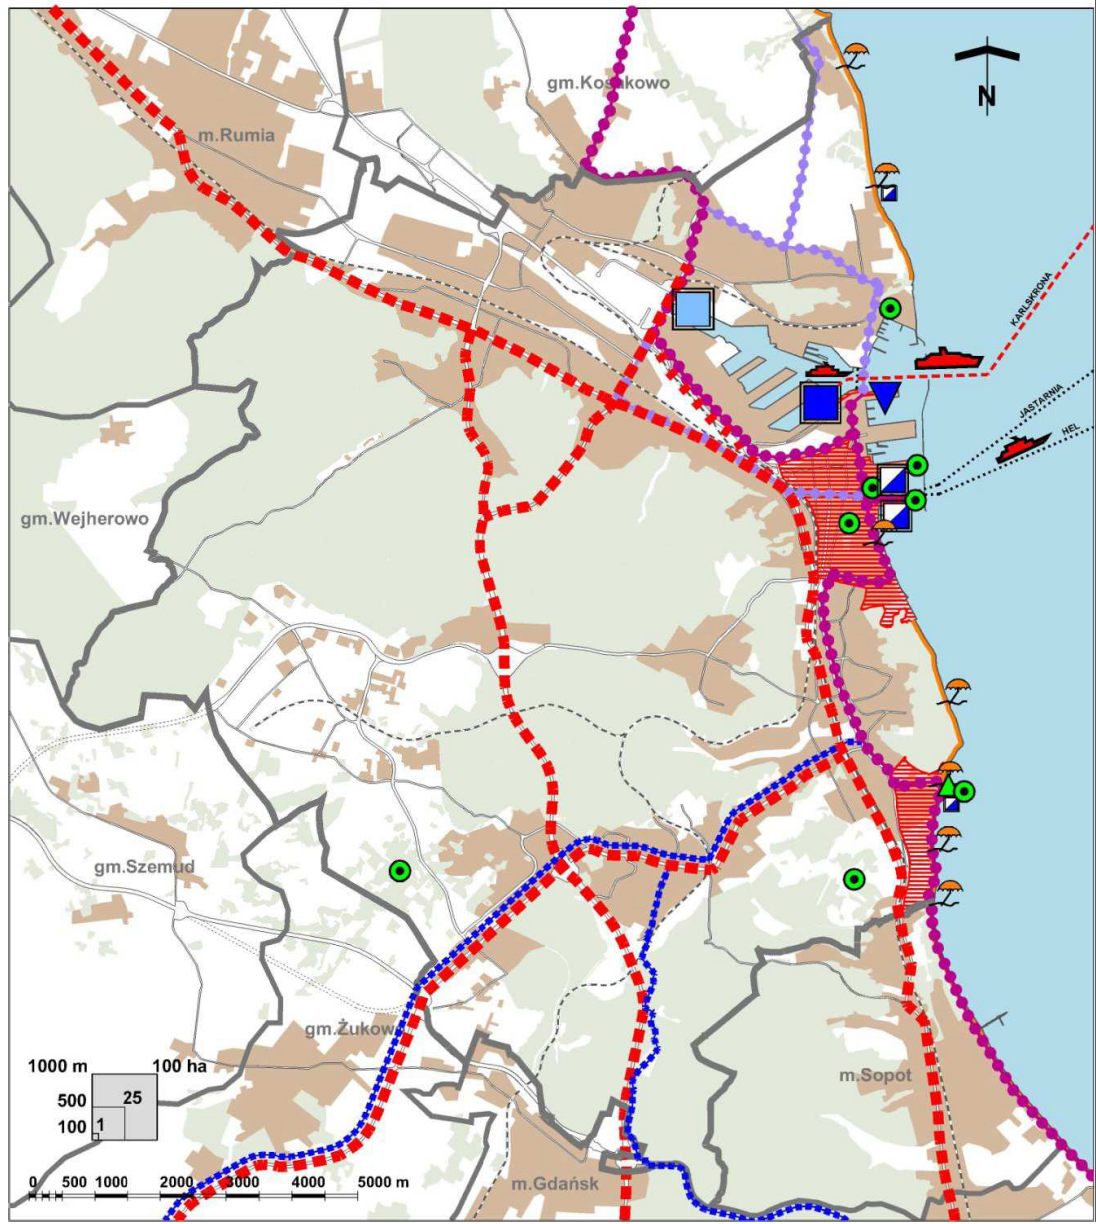 gm.Kosakowo
N
m.Rumia
KARLSKRONA
JASTARNIA
HEL
gm.Wejherowo
gm.Szemud
gm.Żukowo
1000 m
100 ha
500
25
100
1
m.Sopot
m.Gdańsk
0
500
1000
2000
3000
4000
5000 m